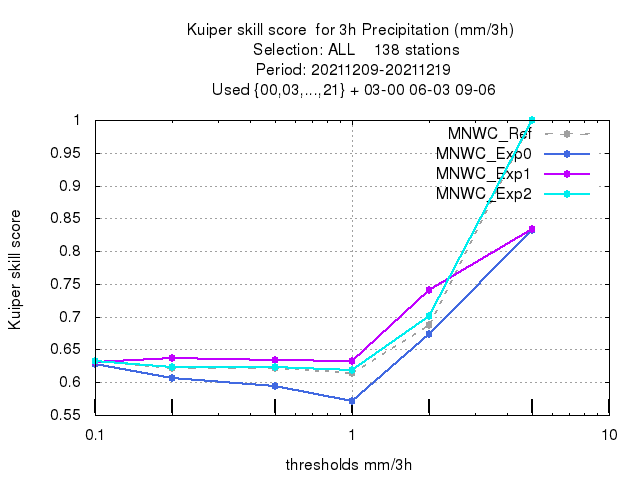 Kuiper skill score  for 3h Precipitation (mm/3h)
Selection: ALL    138 stations
Period: 20211209-20211219
Used {00,03,...,21} + 03-00 06-03 09-06
MNWC_Ref
MNWC_Exp0
MNWC_Exp1
MNWC_Exp2
1
0.95
0.9
0.85
0.8
0.75
0.7
0.65
0.6
0.55
Kuiper skill score
0.1
1
10
thresholds mm/3h